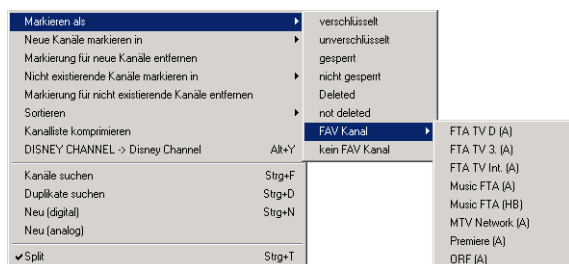 Markieren als
Neue Kanäle markieren in
Markierung für neue Kanäle entfernen
Nicht existierende Kanäle markieren in
Markierung für nicht existierende Kanäle entfernen
Sortieren
Kanalliste komprimieren
DISNEY CHANNEL -> Disney Channel Alt+Y
Kanäle suchen Strg+F
Duplikate suchen Strg+D
Neu (digital) Strg+N
Neu (analog)
Split Strg+T
verschlüsselt
unverschlüsselt
gesperrt
nicht gesperrt
Deleted
not deleted
FAV Kanal
kein FAV Kanal
FTA TV D (A)
FTA TV 3. (A)
FTA TV Int. (A)
Music FTA (A)
Music FTA (HB)
MTV Network (A)
Premiere (A)
ORF (A)